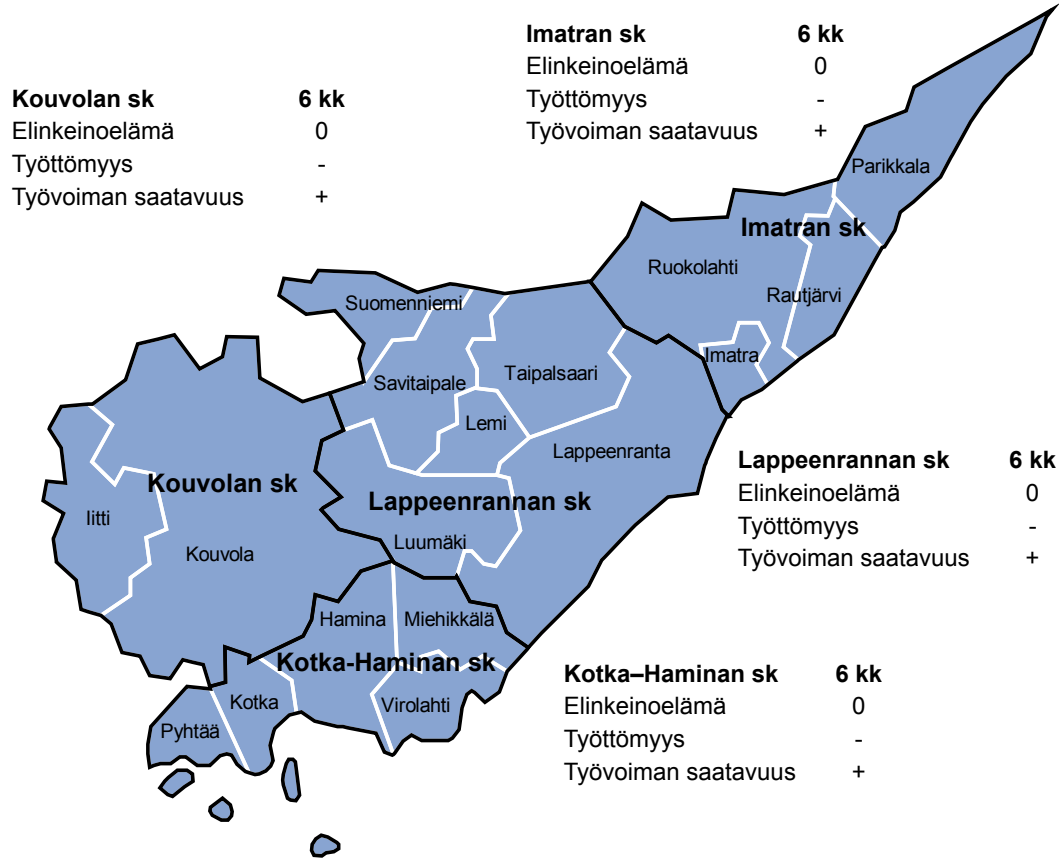 Imatran sk 6 kk
Elinkeinoelämä 0
Työttömyys -
Työvoiman saatavuus +
Kouvolan sk 6 kk
Elinkeinoelämä 0
Työttömyys -
Työvoiman saatavuus +
Parikkala
Imatran sk
Ruokolahti
Rautjärvi
Suomenniemi
Imatra
Savitaipale
Taipalsaari
Lemi
Lappeenranta
Lappeenrannan sk 6 kk
Elinkeinoelämä 0
Työttömyys -
Työvoiman saatavuus +
Kouvolan sk
Lappeenrannan sk
Iitti
Kouvola
Luumäki
Hamina
Miehikkälä
Kotka-Haminan sk
Kotka
Virolahti
Pyhtää
Kotka–Haminan sk 6 kk
Elinkeinoelämä 0
Työttömyys -
Työvoiman saatavuus +